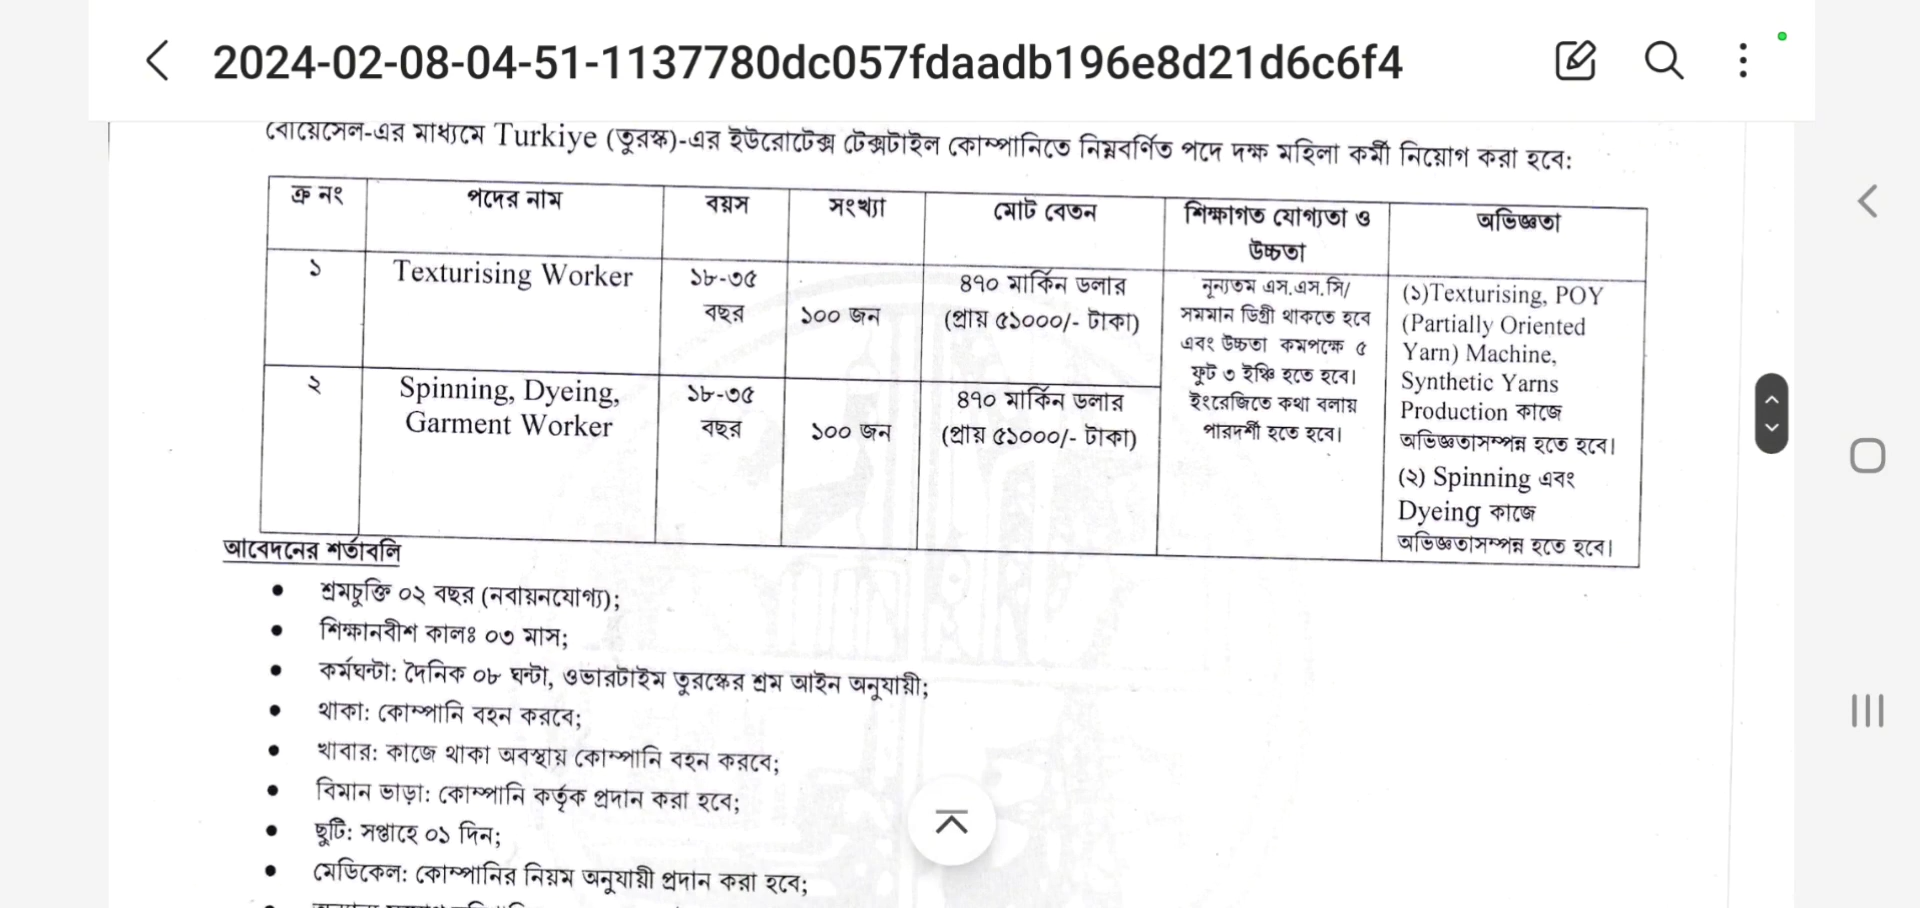 2024-02-08-04-51-1137780dc057fdaadb196e8d21d6c6f4
বোয়েসেল-এর মাধ্যমে Turkiye (তুরস্ক)-এর ইউরোটেক্স টেক্সটাইল কোম্পানিতে নিম্নবর্ণিত পদে দক্ষ মহিলা কর্মী নিয়োগ করা হবে:
ক্র নং পদের নাম বয়স সংখ্যা মোট বেতন শিক্ষাগত যোগ্যতা ও অভিজ্ঞতা
উচ্চতা
১ Texturising Worker ১৮-৩৫ ১০০ জন ৪৭০ মার্কিন ডলার
বছর (প্রায় ৫১০০০/- টাকা)
নূন্যতম এস.এস.সি/
সমমান ডিগ্রী থাকতে হবে
এবং উচ্চতা কমপক্ষে ৫
ফুট ৩ ইঞ্চি হতে হবে।
ইংরেজিতে কথা বলায়
পারদর্শী হতে হবে।
(১)Texturising, POY
(Partially Oriented
Yarn) Machine,
Synthetic Yarns
Production কাজে
অভিজ্ঞতাসম্পন্ন হতে হবে।
(২) Spinning এবং
Dyeing কাজে
অভিজ্ঞতাসম্পন্ন হতে হবে।
২ Spinning, Dyeing, ১৮-৩৫ ১০০ জন ৪৭০ মার্কিন ডলার
Garment Worker বছর (প্রায় ৫১০০০/- টাকা)
আবেদনের শর্তাবলি
• শ্রমচুক্তি ০২ বছর (নবায়নযোগ্য);
• শিক্ষানবীশ কালঃ ০৩ মাস;
• কর্মঘন্টা: দৈনিক ০৮ ঘন্টা, ওভারটাইম তুরস্কের শ্রম আইন অনুযায়ী;
• থাকা: কোম্পানি বহন করবে;
• খাবার: কাজে থাকা অবস্থায় কোম্পানি বহন করবে;
• বিমান ভাড়া: কোম্পানি কর্তৃক প্রদান করা হবে;
• ছুটি: সপ্তাহে ০১ দিন;
• মেডিকেল: কোম্পানির নিয়ম অনুযায়ী প্রদান করা হবে;